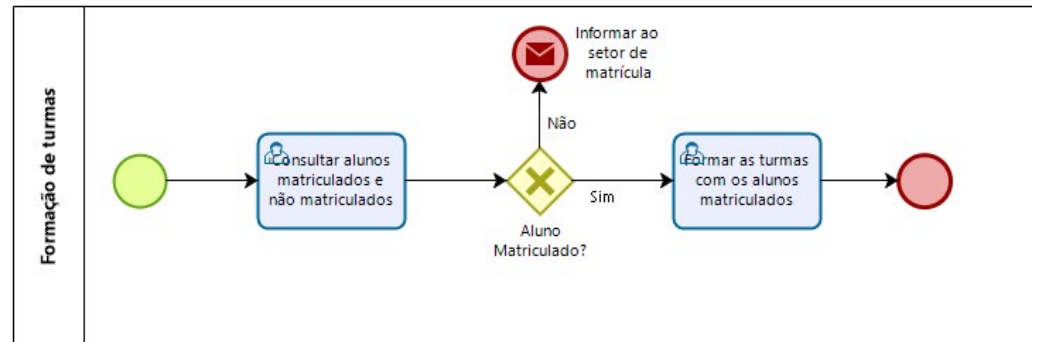 Formação de turmas
Consultar alunos
matriculados e
não matriculados
Aluno
Matriculado?
Não
Informar ao
setor de
matrícula
Sim
Formar as turmas
com os alunos
matriculados